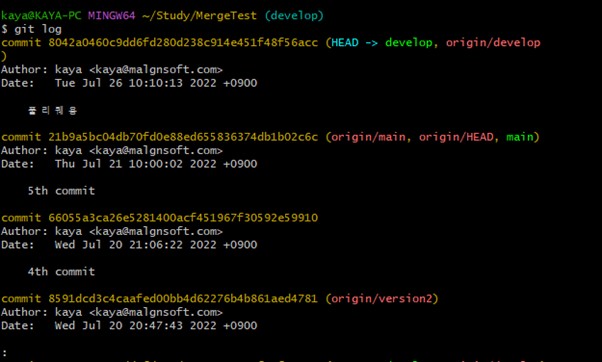 kaya@KAYA-PC MINGW64 ~/Study/MergeTest (develop)
$ git log
commit 8042a0460c9dd6fd280d238c914e451f48f56acc (HEAD -> develop, origin/develop
)
Author: kaya <kaya@malgnsoft.com>
Date:   Tue Jul 26 10:10:13 2022 +0900

    풀리퀘용

commit 21b9a5bc04db70fd0e88ed655836374db1b02c6c (origin/main, origin/HEAD, main)
Author: kaya <kaya@malgnsoft.com>
Date:   Thu Jul 21 10:00:02 2022 +0900

    5th commit

commit 66055a3ca26e5281400acf451967f30592e59910
Author: kaya <kaya@malgnsoft.com>
Date:   Wed Jul 20 21:06:22 2022 +0900

    4th commit

commit 8591dcd3c4caafed00bb4d62276b4b861aed4781 (origin/version2)
Author: kaya <kaya@malgnsoft.com>
Date:   Wed Jul 20 20:47:43 2022 +0900

: